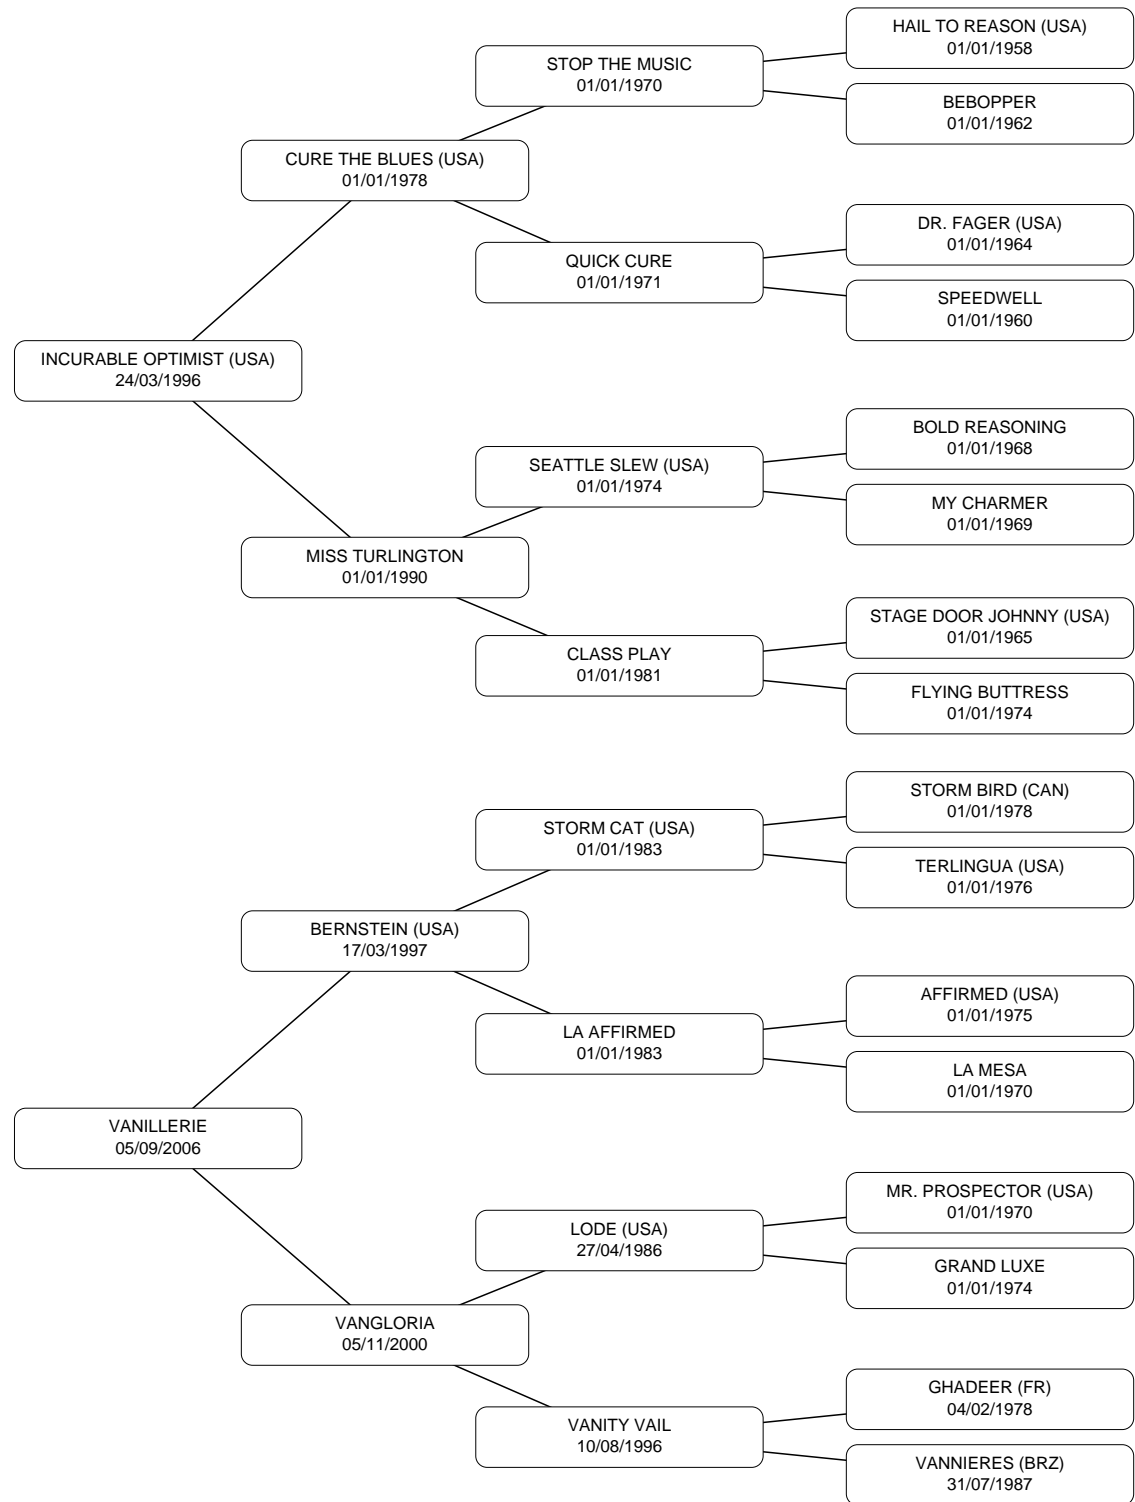 HAIL TO REASON (USA)
01/01/1958
STOP THE MUSIC
01/01/1970
BEBOPPER
01/01/1962
CURE THE BLUES (USA)
01/01/1978
DR. FAGER (USA)
01/01/1964
QUICK CURE
01/01/1971
SPEEDWELL
01/01/1960
INCURABLE OPTIMIST (USA)
24/03/1996
BOLD REASONING
01/01/1968
SEATTLE SLEW (USA)
01/01/1974
MY CHARMER
01/01/1969
MISS TURLINGTON
01/01/1990
STAGE DOOR JOHNNY (USA)
01/01/1965
CLASS PLAY
01/01/1981
FLYING BUTTRESS
01/01/1974
STORM BIRD (CAN)
01/01/1978
STORM CAT (USA)
01/01/1983
TERLINGUA (USA)
01/01/1976
BERNSTEIN (USA)
17/03/1997
AFFIRMED (USA)
01/01/1975
LA AFFIRMED
01/01/1983
LA MESA
01/01/1970
VANILLERIE
05/09/2006
MR. PROSPECTOR (USA)
01/01/1970
LODE (USA)
27/04/1986
GRAND LUXE
01/01/1974
VANGLORIA
05/11/2000
GHADEER (FR)
04/02/1978
VANITY VAIL
10/08/1996
VANNIERES (BRZ)
31/07/1987